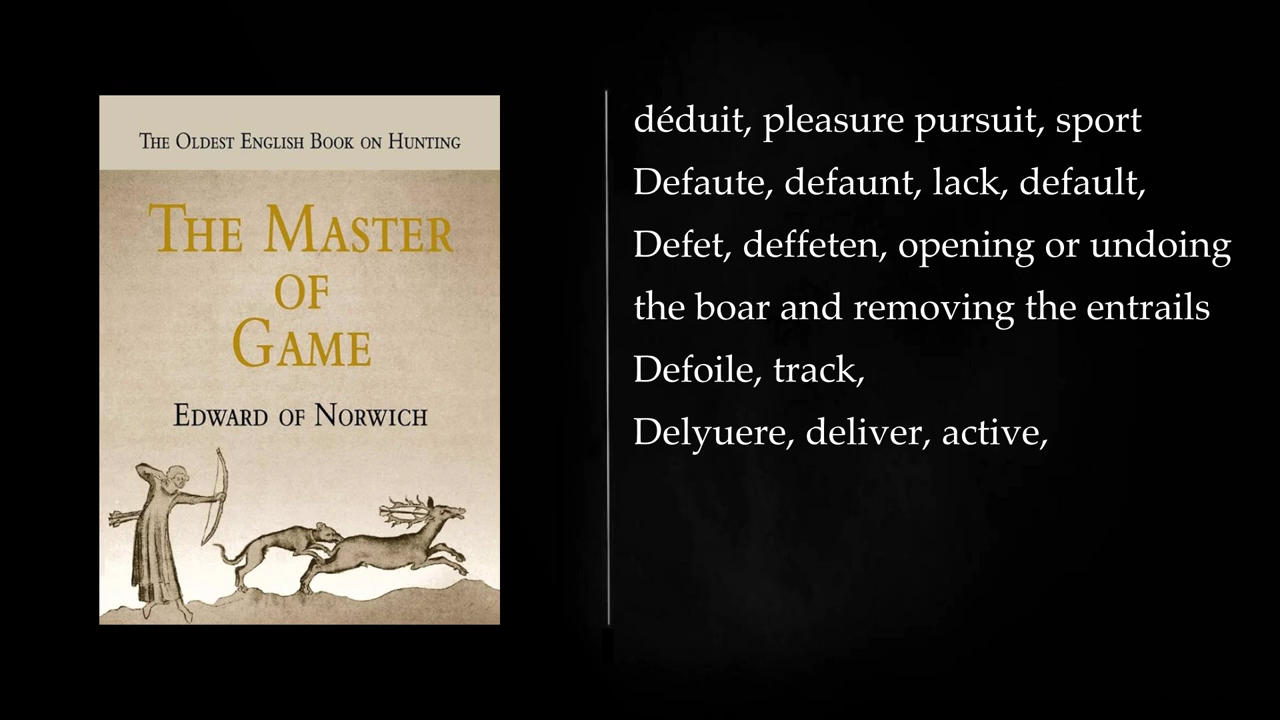 The Oldest English Book on Hunting
The Master
of
Game
Edward of Norwich
déduit, pleasure pursuit, sport
Defaute, defaunt, lack, default,
Defet, deffeten, opening or undoing
the boar and removing the entrails
Defoile, track,
Delyuere, deliver, active,